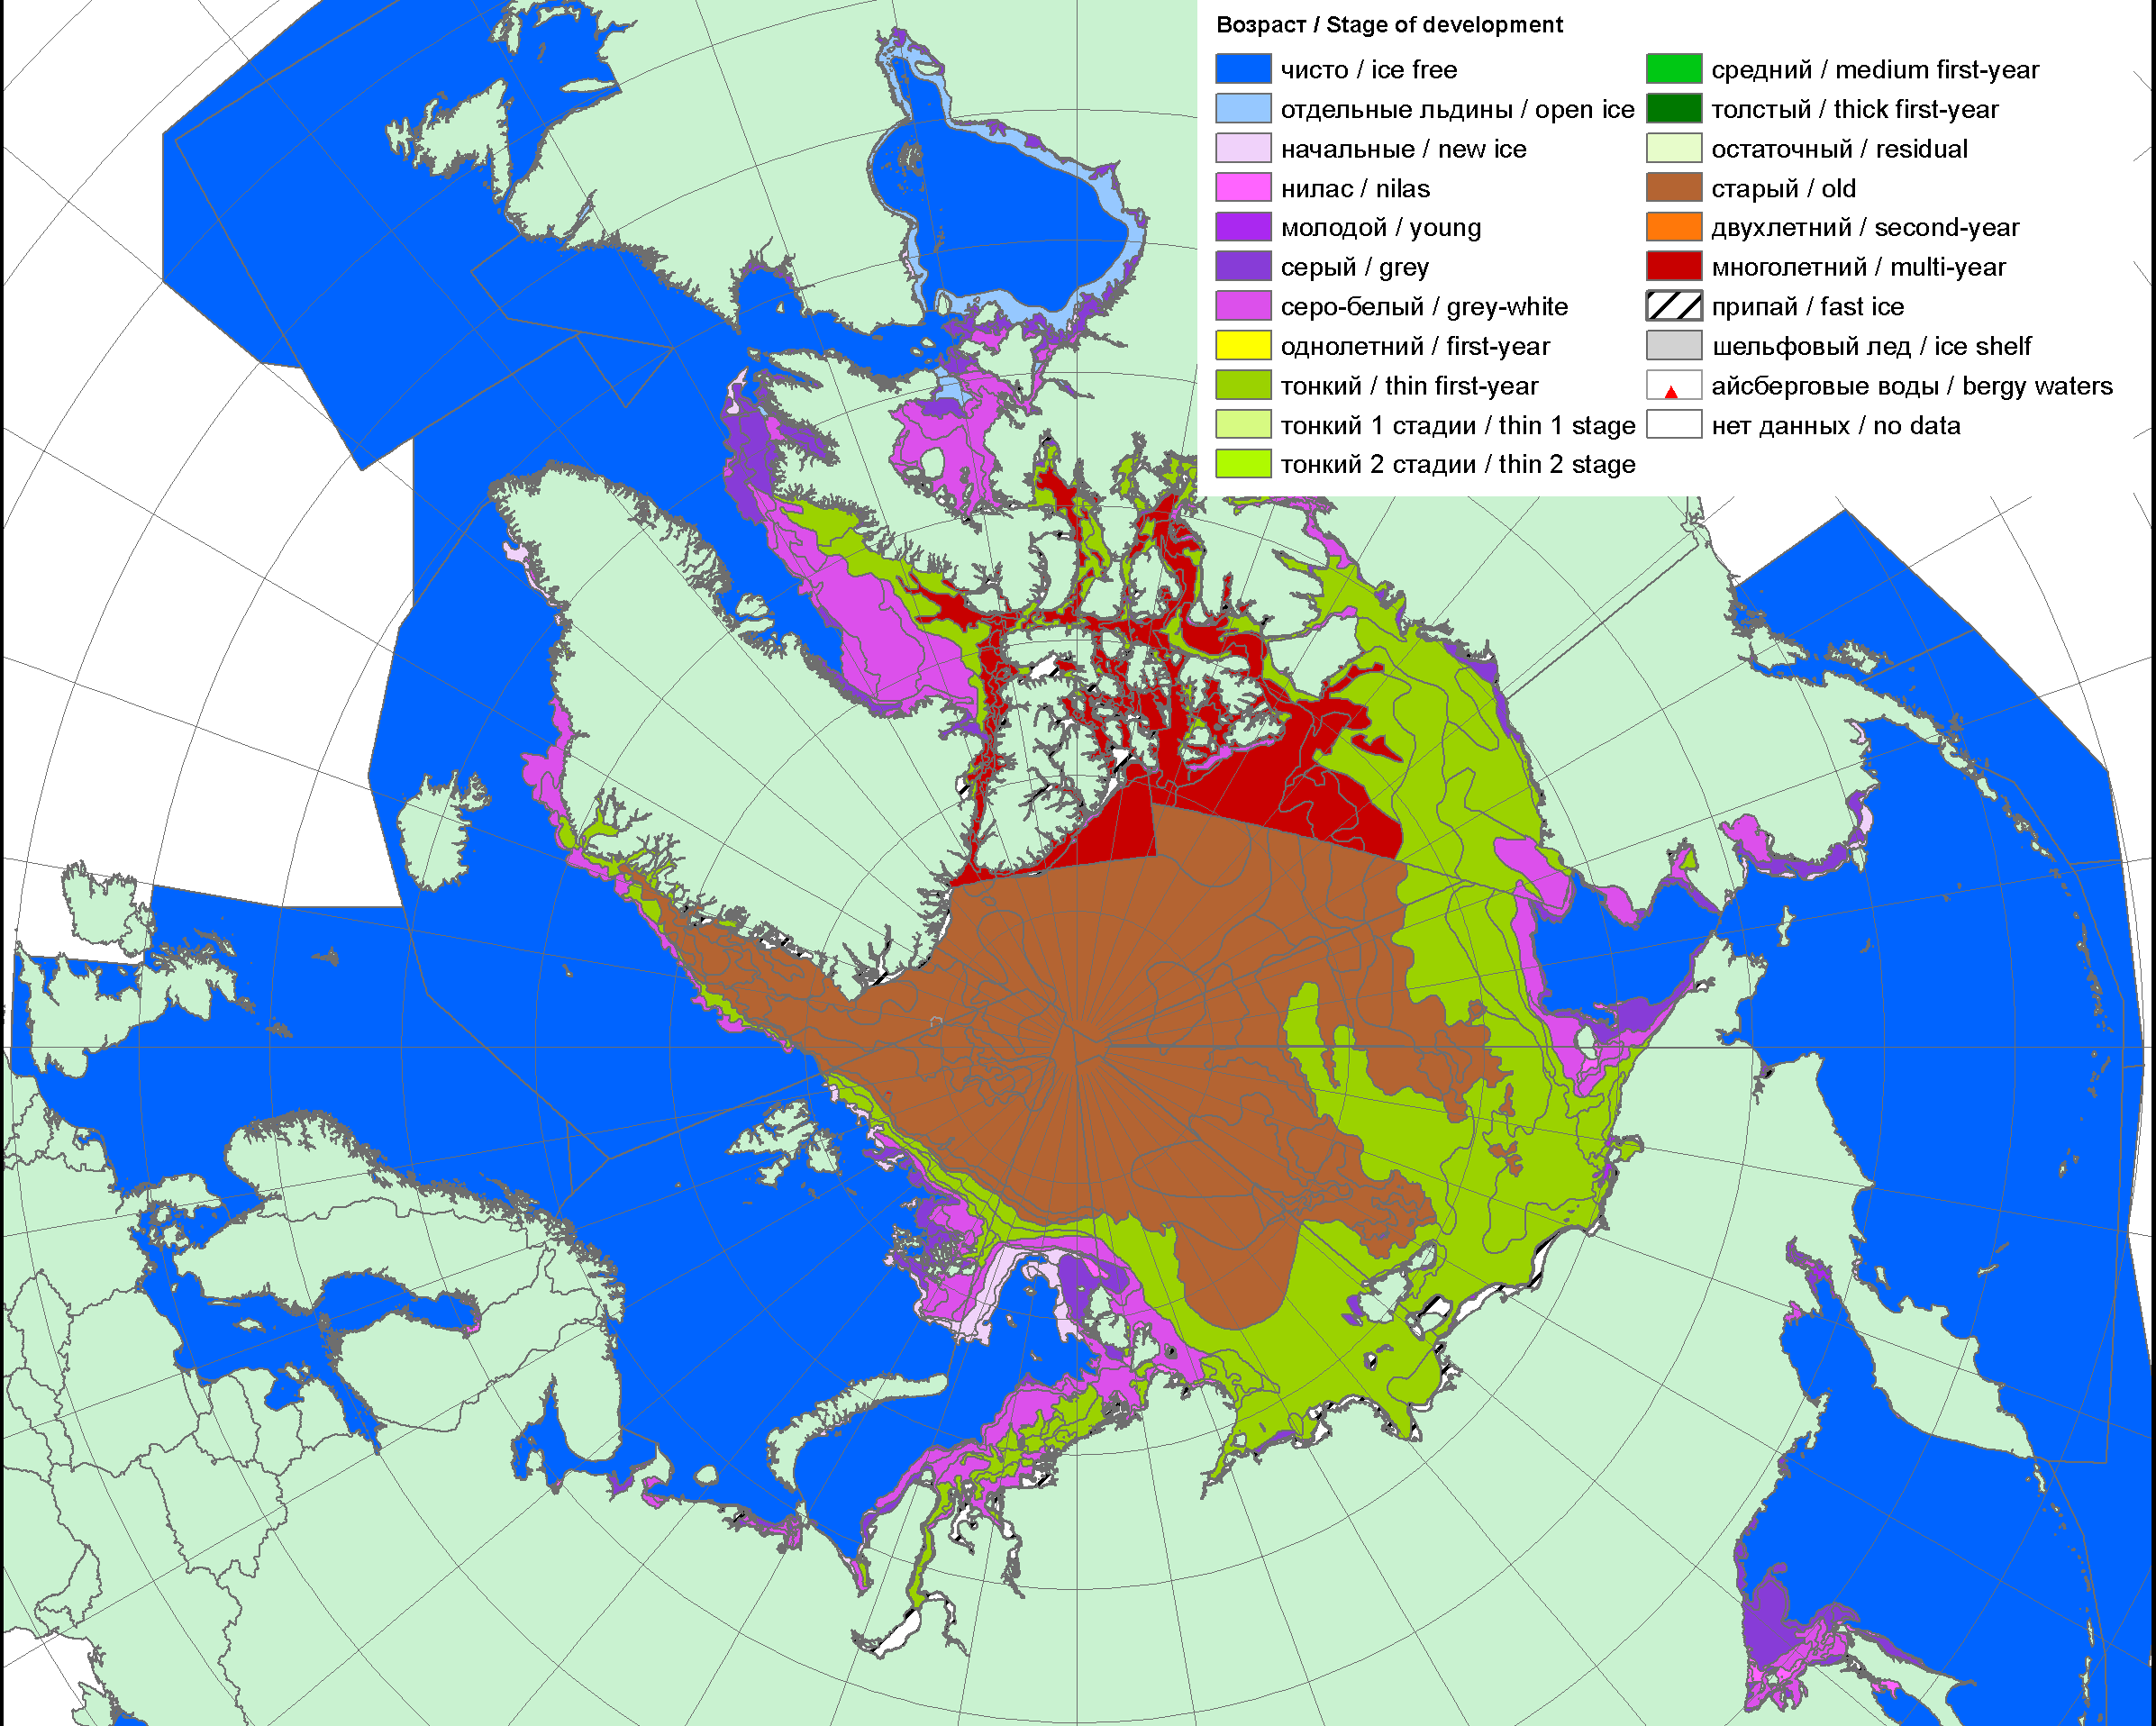 Возраст / Stage of development
чисто / ice free
отдельные льдины / open ice
начальные / new ice
нилас / nilas
молодой / young
серый / grey
серо-белый / grey-white
однолетний / first-year
тонкий / thin first-year
тонкий 1 стадии / thin 1 stage
тонкий 2 стадии / thin 2 stage
средний / medium first-year
толстый / thick first-year
остаточный / residual
старый / old
двухлетний / second-year
многолетний / multi-year
припай / fast ice
шельфовый лед / ice shelf
айсберговые воды / bergy waters
нет данных / no data